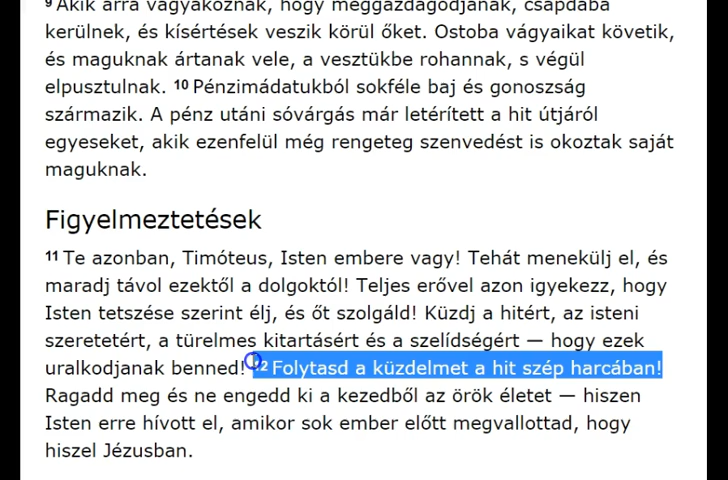 9 Akik arra vágyakoznak, hogy meggazdagodjanak, csapdába
kerülnek, és kísértések veszik körül őket. Ostoba vágyaikat követik,
és maguknak ártanak vele, a vesztükbe rohannak, s végül
elpusztulnak. 10 Pénzimádatukból sokféle baj és gonoszság
származik. A pénz utáni sóvárgás már letérített a hit útjáról
egyeseket, akik ezenfelül még rengeteg szenvedést is okoztak saját
maguknak.
Figyelmeztetések
11 Te azonban, Timóteus, Isten embere vagy! Tehát menekülj el, és
maradj távol ezektől a dolgoktól! Teljes erővel azon igyekezz, hogy
Isten tetszése szerint élj, és őt szolgáld! Küzdj a hitért, az isteni
szeretetért, a türelmes kitartásért és a szelídségért — hogy ezek
uralkodjanak benned! 12 Folytasd a küzdelmet a hit szép harcában!
Ragadd meg és ne engedd ki a kezedből az örök életet — hiszen
Isten erre hívott el, amikor sok ember előtt megvallottad, hogy
hiszel Jézusban.